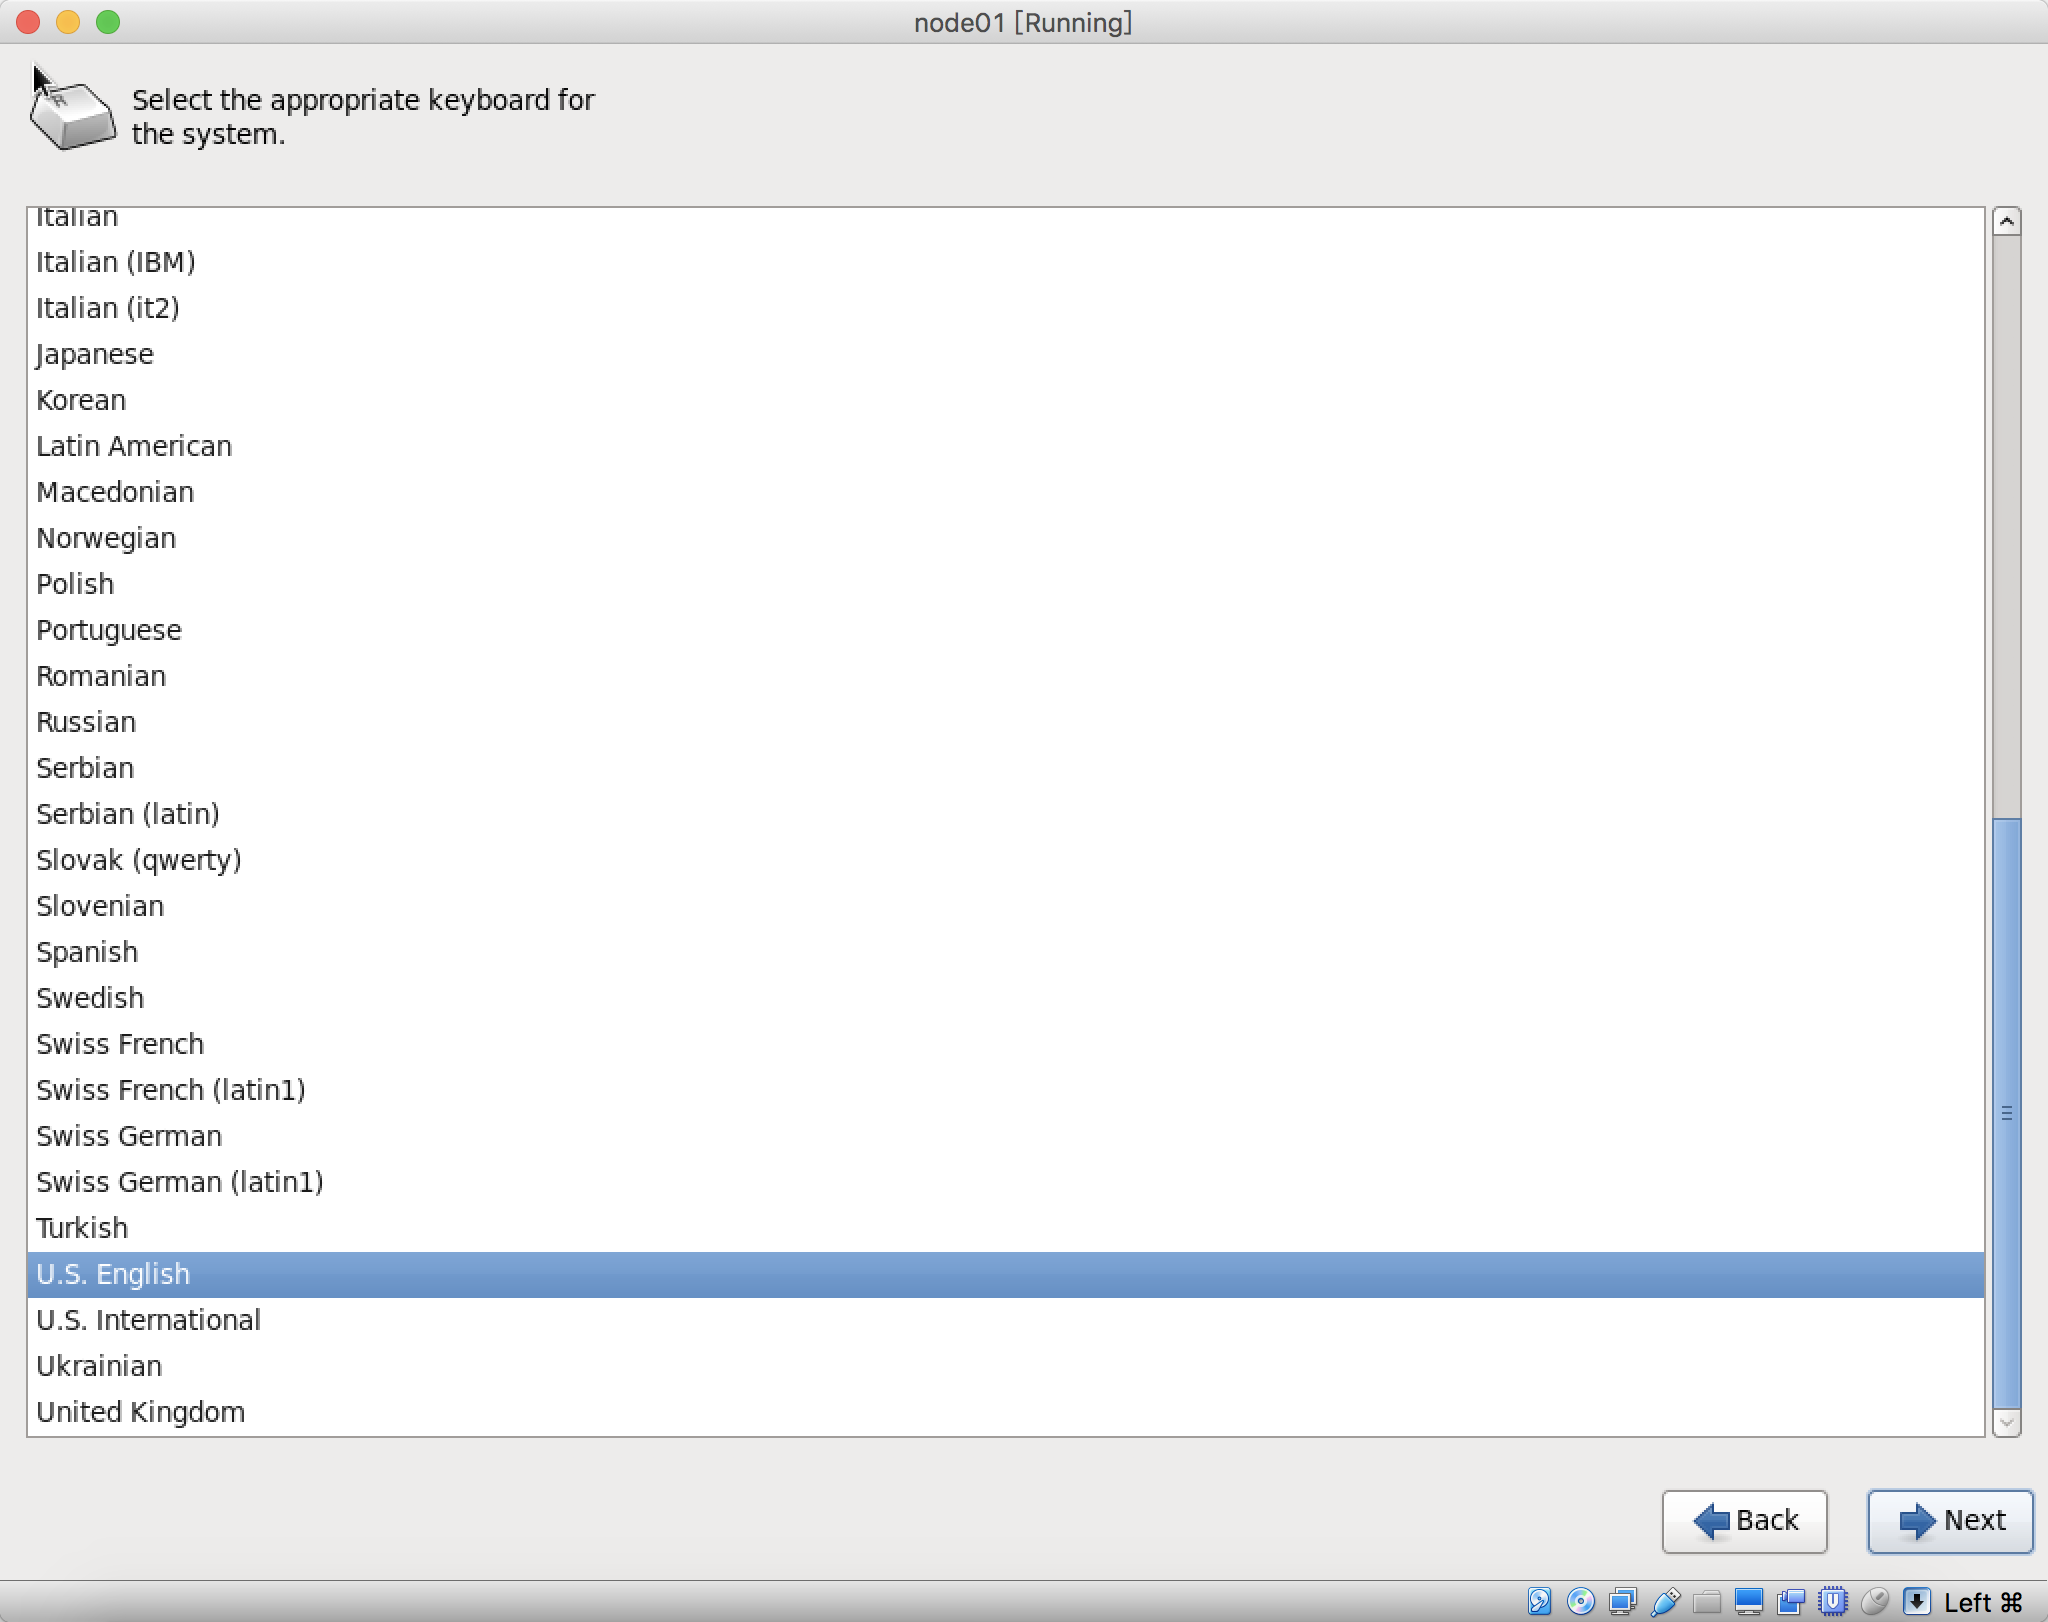 node01 [Running]
Select the appropriate keyboard for
the system.
Italian
Italian (IBM)
Italian (it2)
Japanese
Korean
Latin American
Macedonian
Norwegian
Polish
Portuguese
Romanian
Russian
Serbian
Serbian (latin)
Slovak (qwerty)
Slovenian
Spanish
Swedish
Swiss French
Swiss French (latin1)
Swiss German
Swiss German (latin1)
Turkish
U.S. English
U.S. International
Ukrainian
United Kingdom
Back
Next
Left ⌘